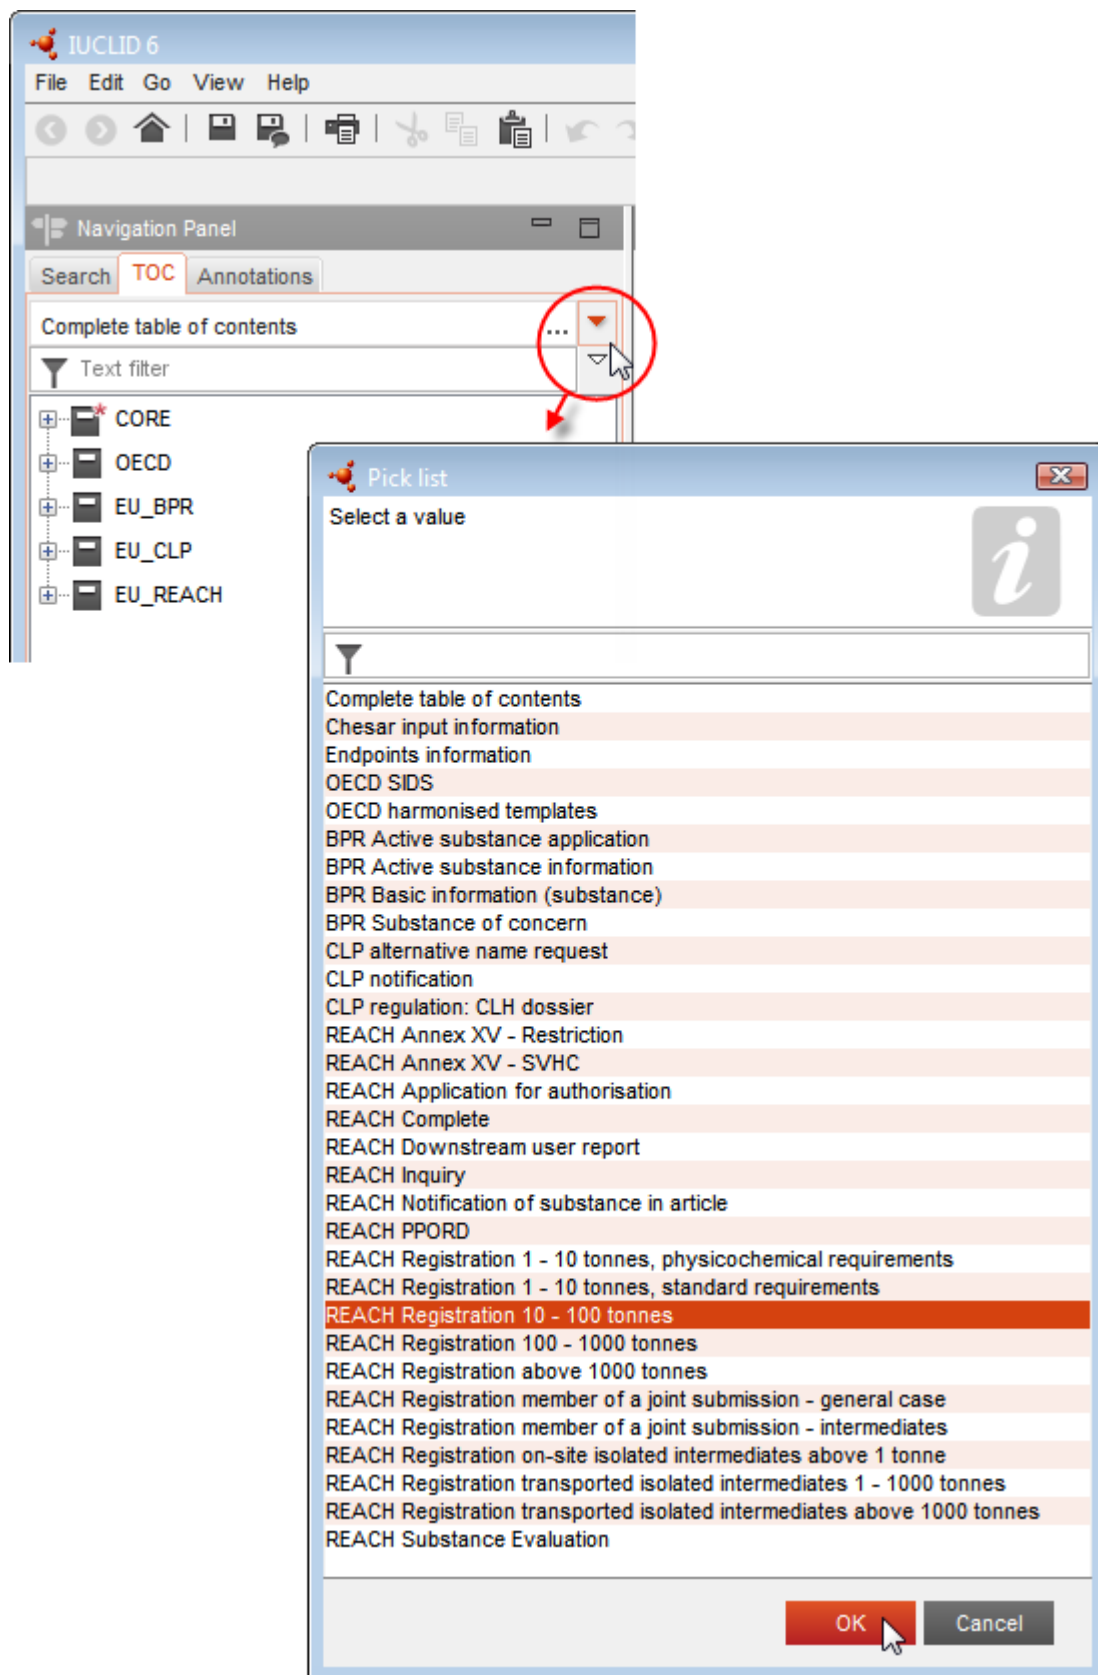 IUCLID 6
File Edit Go View Help
Navigation Panel
Search TOC Annotations
Complete table of contents ...
Text filter
CORE
OECD
EU_BPR
EU_CLP
EU_REACH
Pick list
Select a value
Complete table of contents
Chesar input information
Endpoints information
OECD SIDS
OECD harmonised templates
BPR Active substance application
BPR Active substance information
BPR Basic information (substance)
BPR Substance of concern
CLP alternative name request
CLP notification
CLP regulation: CLH dossier
REACH Annex XV - Restriction
REACH Annex XV - SVHC
REACH Application for authorisation
REACH Complete
REACH Downstream user report
REACH Inquiry
REACH Notification of substance in article
REACH PPORD
REACH Registration 1 - 10 tonnes, physicochemical requirements
REACH Registration 1 - 10 tonnes, standard requirements
REACH Registration 10 - 100 tonnes
REACH Registration 100 - 1000 tonnes
REACH Registration above 1000 tonnes
REACH Registration member of a joint submission - general case
REACH Registration member of a joint submission - intermediates
REACH Registration on-site isolated intermediates above 1 tonne
REACH Registration transported isolated intermediates 1 - 1000 tonnes
REACH Registration transported isolated intermediates above 1000 tonnes
REACH Substance Evaluation
OK Cancel